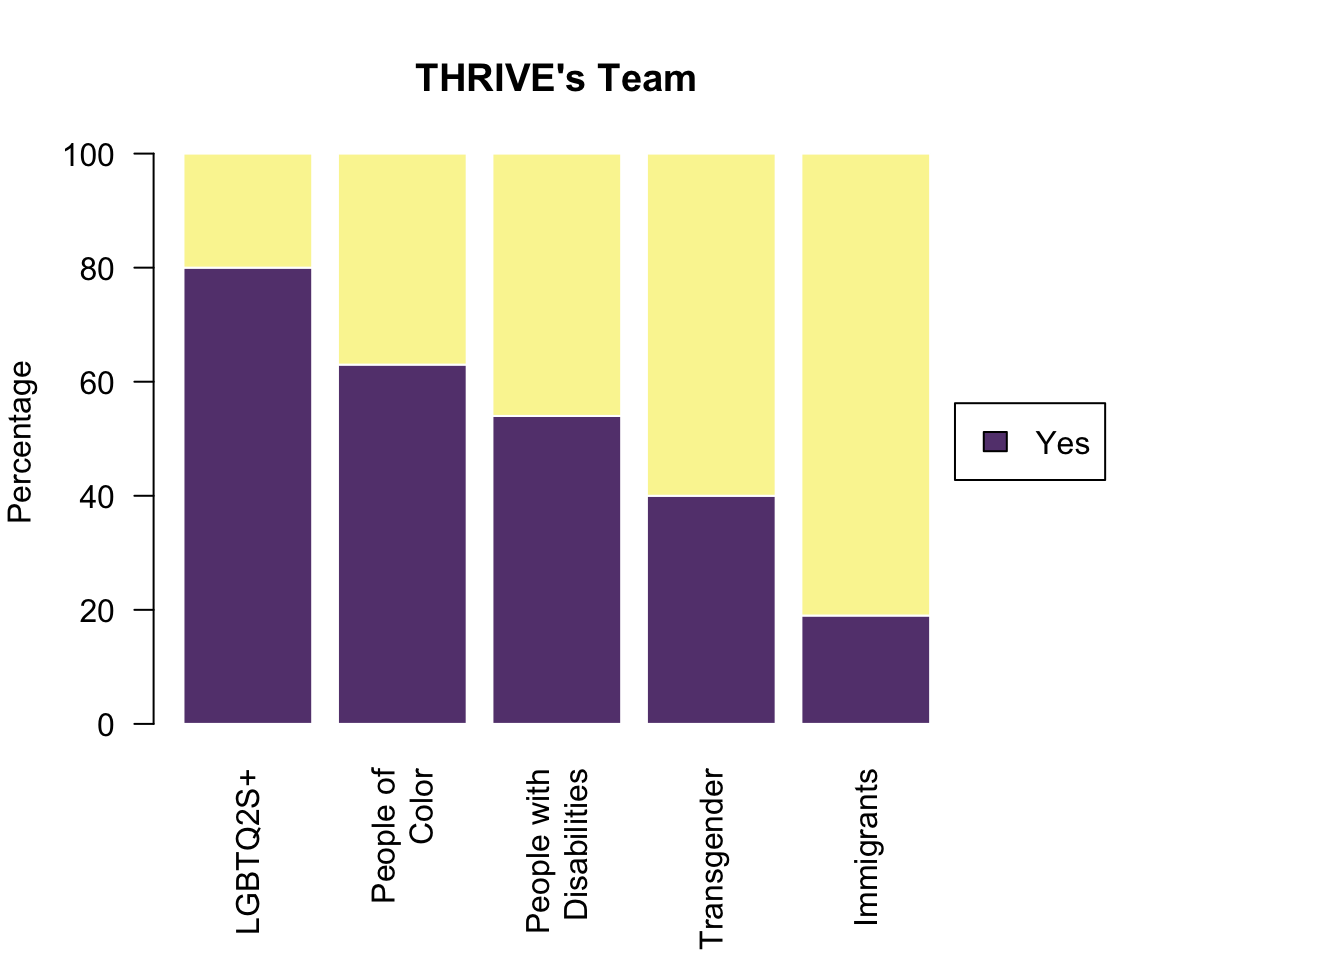 THRIVE's Team
Percentage
100
80
60
40
20
0
LGBTQ2S+
People of
Color
People with
Disabilities
Transgender
Immigrants
Yes